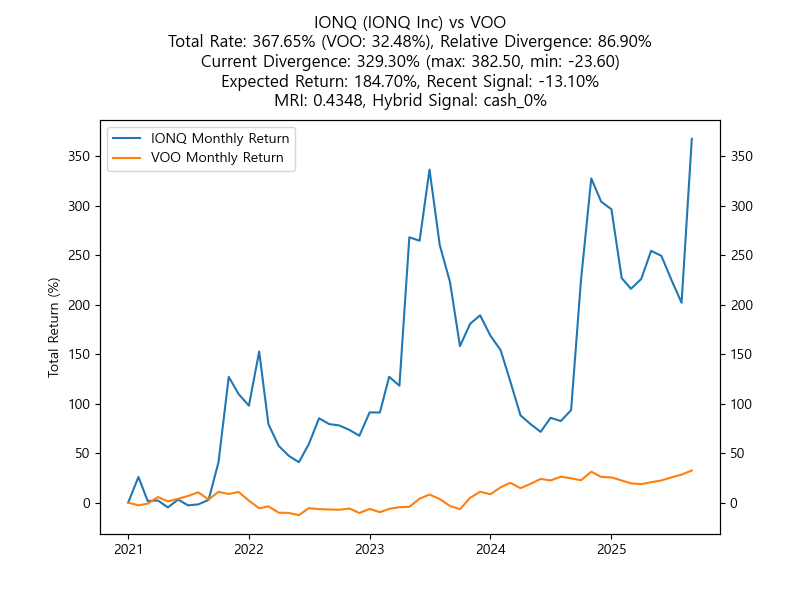 IONQ (IONQ Inc) vs VOO
Total Rate: 367.65% (VOO: 32.48%), Relative Divergence: 86.90%
Current Divergence: 329.30% (max: 382.50, min: -23.60)
Expected Return: 184.70%, Recent Signal: -13.10%
MRI: 0.4348, Hybrid Signal: cash_0%
IONQ Monthly Return
VOO Monthly Return
Total Return (%)
350
300
250
200
150
100
50
0
350
300
250
200
150
100
50
0
2021
2022
2023
2024
2025